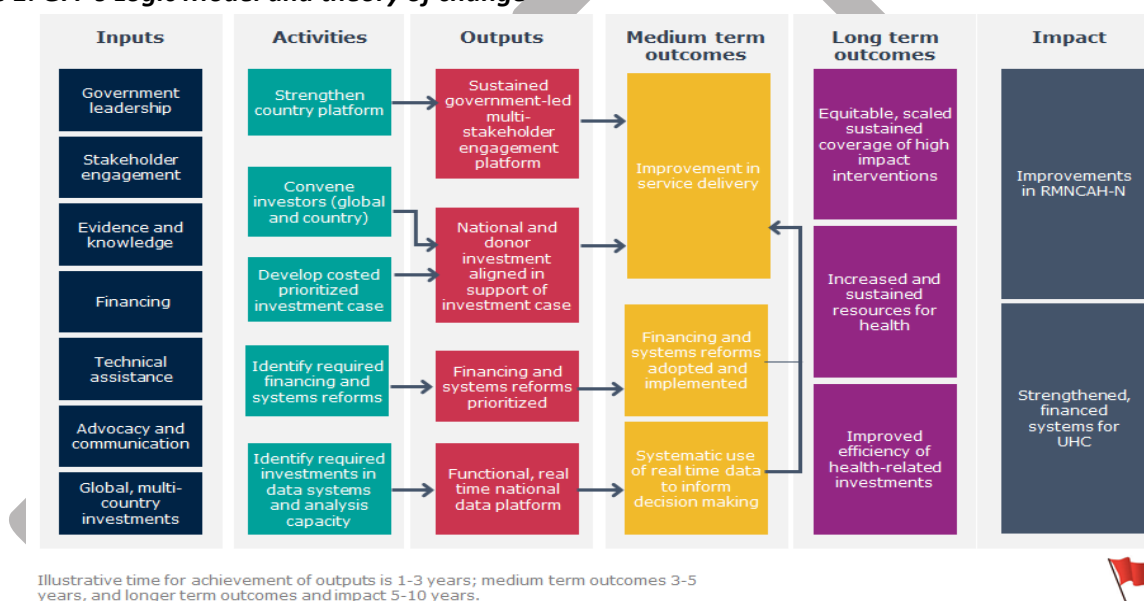 Inputs
Government
leadership
Stakeholder
engagement
Evidence and
knowledge
Financing
Technical
assistance
Advocacy and
communication
Global, multi-
country
investments
Activities
Strengthen
country platform
Convene
investors (global
and country)
Develop costed
prioritized
investment case
Identify required
financing and
systems reforms
Identify required
investments in
data systems
and analysis
capacity
Outputs
Sustained
government-led
multi-
stakeholder
engagement
platform
National and
donor
investment
aligned in
support of
investment case
Financing and
systems reforms
prioritized
Functional, real
time national
data platform
Medium term
outcomes
Improvement in
service delivery
Financing and
systems reforms
adopted and
implemented
Systematic use
of real time data
to inform
decision making
Long term
outcomes
Equitable, scaled
sustained
coverage of high
impact
interventions
Increased and
sustained
resources for
health
Improved
efficiency of
health-related
investments
Impact
Improvements
in RMNCAH-N
Strengthened,
financed
systems for
UHC
Illustrative time for achievement of outputs is 1-3 years; medium term outcomes 3-5
years, and longer term outcomes and impact 5-10 years.